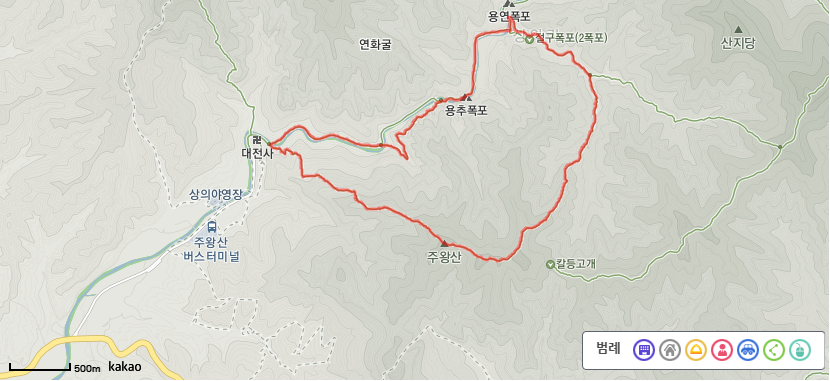 용연폭포
절구폭포(2폭포)
연화굴
산지당
용추폭포
대전사
상의야영장
주왕산
버스터미널
주왕산
칼등고개
범례
500m
kakao